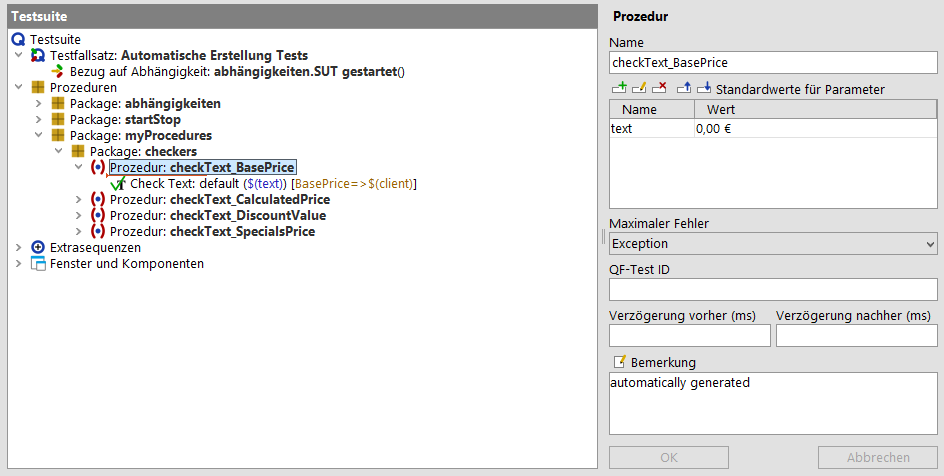 Testsuite
Testsuite
Testfallsatz: Automatische Erstellung Tests
Bezug auf Abhängigkeit: abhängigkeiten.SUT gestartet()
Prozeduren
Package: abhängigkeiten
Package: startStop
Package: myProcedures
Package: checkers
Prozedur: checkText_BasePrice
Check Text: default ($(text)) [BasePrice=>$(client)]
Prozedur: checkText_CalculatedPrice
Prozedur: checkText_DiscountValue
Prozedur: checkText_SpecialsPrice
Extrasequenzen
Fenster und Komponenten
Prozedur
Name
checkText_BasePrice
Standardwerte für Parameter
Name Wert
text 0,00 €
Maximaler Fehler
Exception
QF-Test ID
Verzögerung vorher (ms) Verzögerung nachher (ms)
Bemerkung
automatically generated
OK Abbrechen